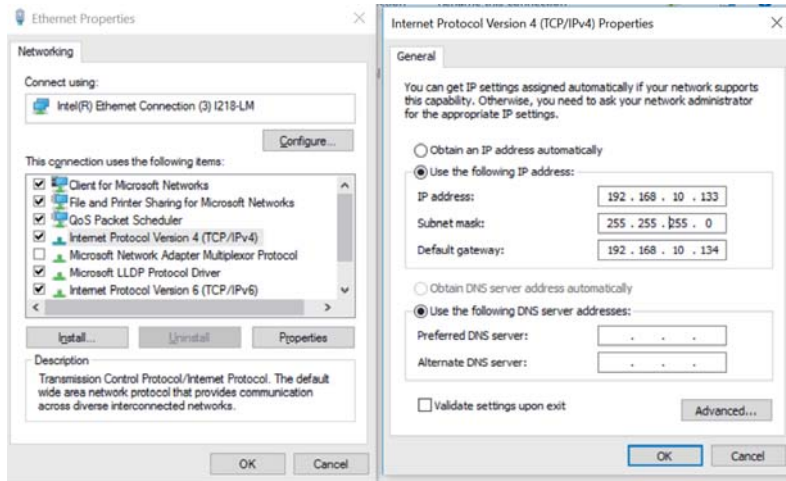 Ethernet Properties
Networking
Connect using:
Intel(R) Ethernet Connection (3) I218-LM
Configure...
This connection uses the following items:
Client for Microsoft Networks
File and Printer Sharing for Microsoft Networks
QoS Packet Scheduler
Internet Protocol Version 4 (TCP/IPv4)
Microsoft Network Adapter Multiplexor Protocol
Microsoft LLDP Protocol Driver
Internet Protocol Version 6 (TCP/IPv6)
Install...
Uninstall
Properties
Description
Transmission Control Protocol/Internet Protocol. The default
wide area network protocol that provides communication
across diverse interconnected networks.
OK
Cancel
Internet Protocol Version 4 (TCP/IPv4) Properties
General
You can get IP settings assigned automatically if your network supports
this capability. Otherwise, you need to ask your network administrator
for the appropriate IP settings.
Obtain an IP address automatically
Use the following IP address:
IP address:
192 . 168 . 10 . 133
Subnet mask:
255 . 255 . 255 . 0
Default gateway:
192 . 168 . 10 . 134
Obtain DNS server address automatically
Use the following DNS server addresses:
Preferred DNS server:
. . .
Alternate DNS server:
. . .
Validate settings upon exit
Advanced...
OK
Cancel